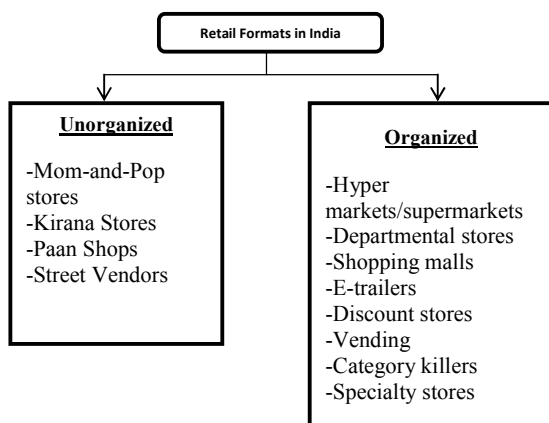 Retail Formats in India
Unorganized
-Mom-and-Pop
stores
-Kirana Stores
-Paan Shops
-Street Vendors
Organized
-Hyper
markets/supermarkets
-Departmental stores
-Shopping malls
-E-trailers
-Discount stores
-Vending
-Category killers
-Specialty stores